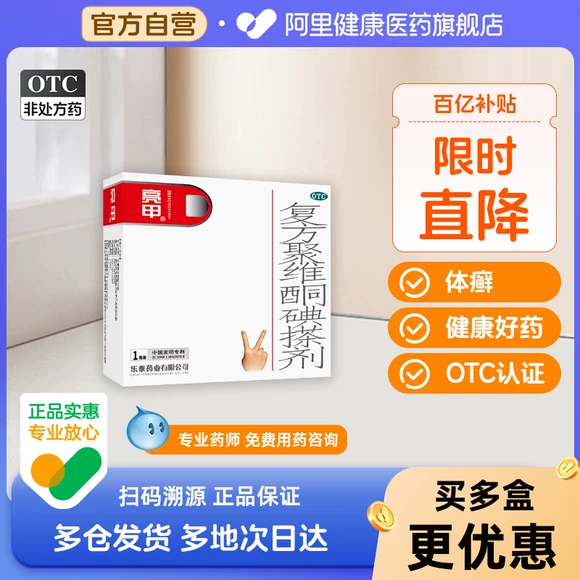 官方自营
阿里健康医药旗舰店
OTC
非处方药
百亿补贴
限时
直降
体癣
健康好药
OTC认证
亮甲
OTC
复方聚维酮碘搽剂
1
中国发明专利
乐泰药业有限公司
正品实惠
专业放心
专业药师 免费用药咨询
扫码溯源 正品保证
多仓发货 多地次日达
买多盒
更优惠